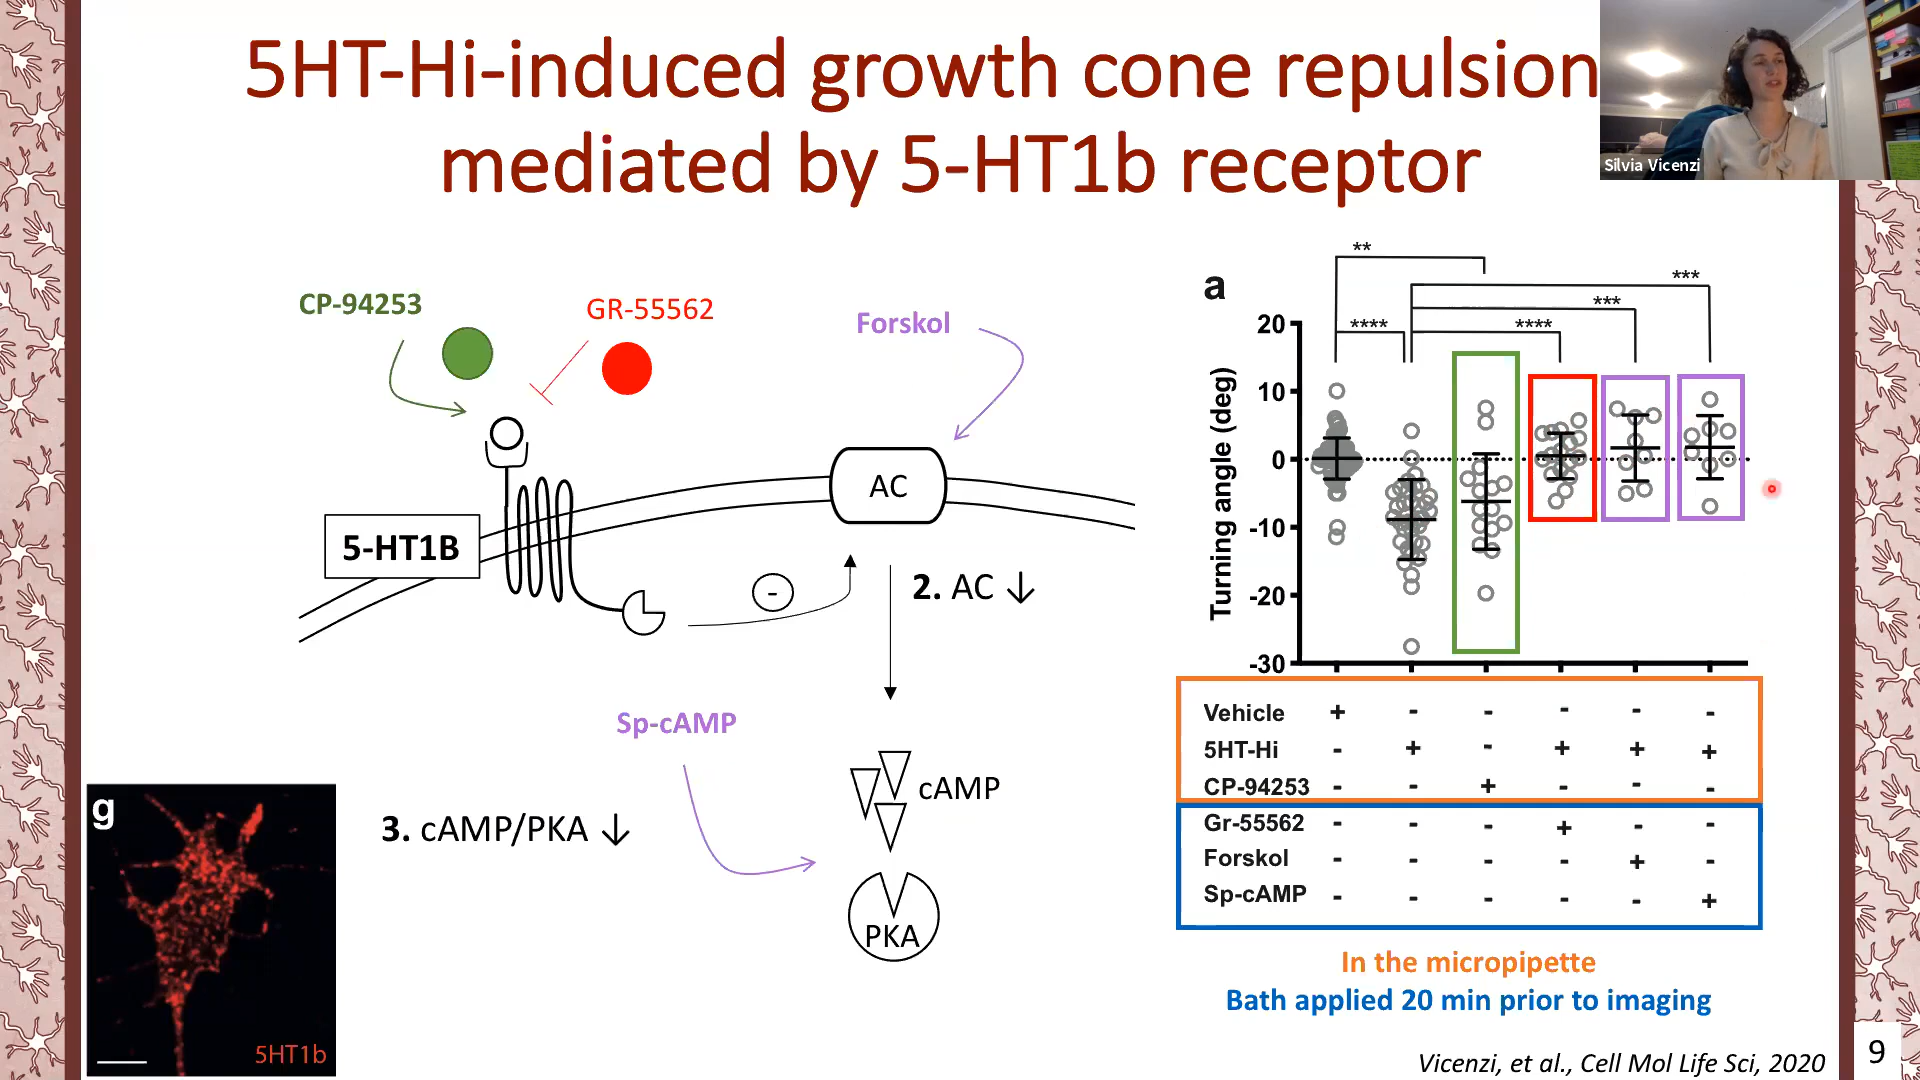 5HT-Hi-induced growth cone repulsion
mediated by 5-HT1b receptor
Silvia Vicenzi
CP-94253
GR-55562
Forskol
AC
5-HT1B
-
2. AC ↓
Sp-cAMP
cAMP
3. cAMP/PKA ↓
PKA
g
5HT1b
a
**
***
***
**** ****
Turning angle (deg)
20
10
0
-10
-20
-30
Vehicle + - - - - -
5HT-Hi - + - + + +
CP-94253 - - + - - -
Gr-55562 - - - + - -
Forskol - - - - + -
Sp-cAMP - - - - - +
In the micropipette
Bath applied 20 min prior to imaging
Vicenzi, et al., Cell Mol Life Sci, 2020
9